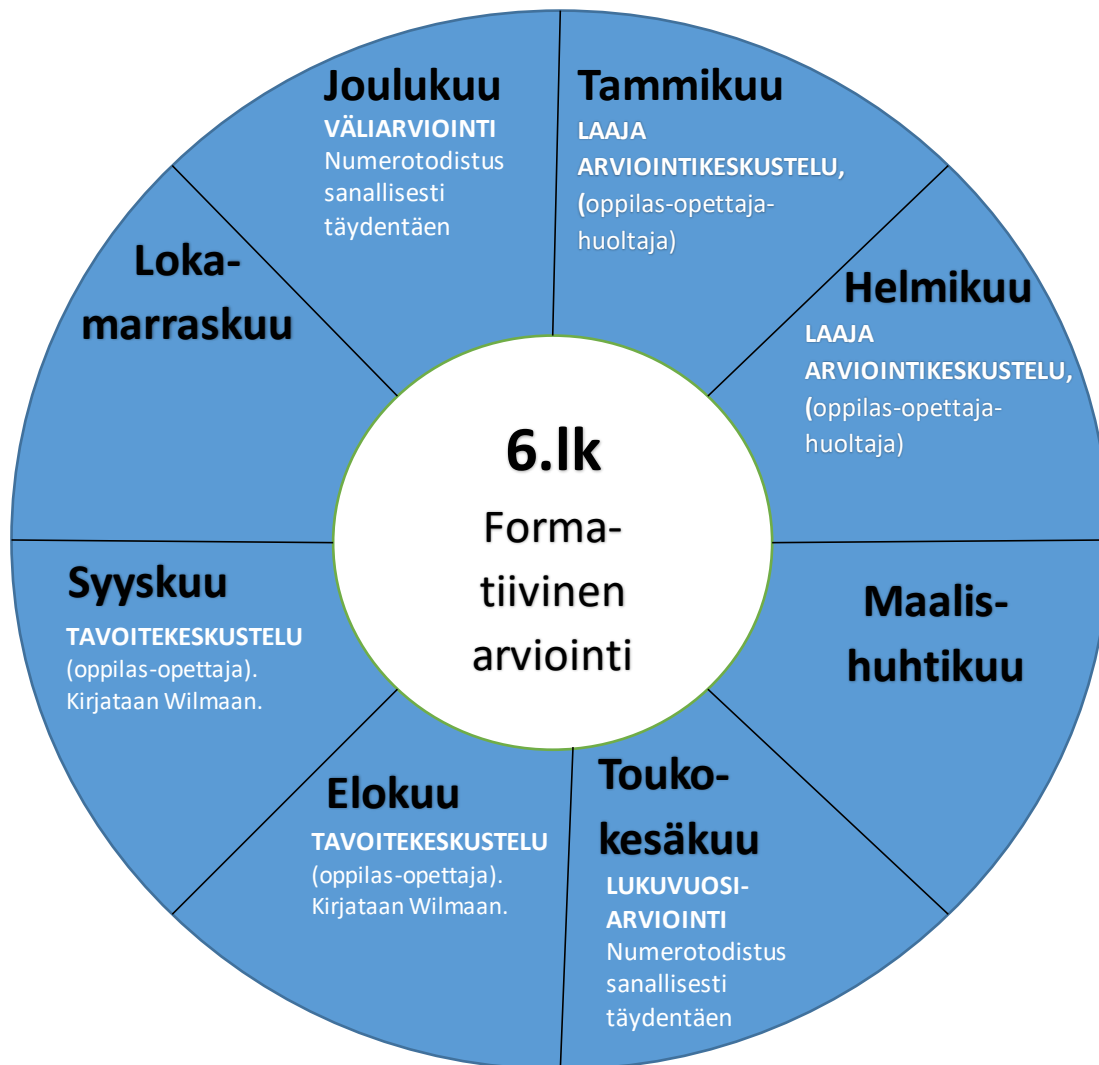 Joulukuu
VÄLIARVIOINTI
Numerotodistus
sanallisesti
täydentäen
Tammikuu
LAAJA
ARVIOINTIKESKUSTELU,
(oppilas-opettaja-
huoltaja)
Helmikuu
LAAJA
ARVIOINTIKESKUSTELU,
(oppilas-opettaja-
huoltaja)
Maalis-
huhtikuu
Touko-
kesäkuu
LUKUVUOSI-
ARVIOINTI
Numerotodistus
sanallisesti
täydentäen
Elokuu
TAVOITEKESKUSTELU
(oppilas-opettaja).
Kirjataan Wilmaan.
Syyskuu
TAVOITEKESKUSTELU
(oppilas-opettaja).
Kirjataan Wilmaan.
Loka-
marraskuu
6.lk
Forma-
tiivinen
arviointi